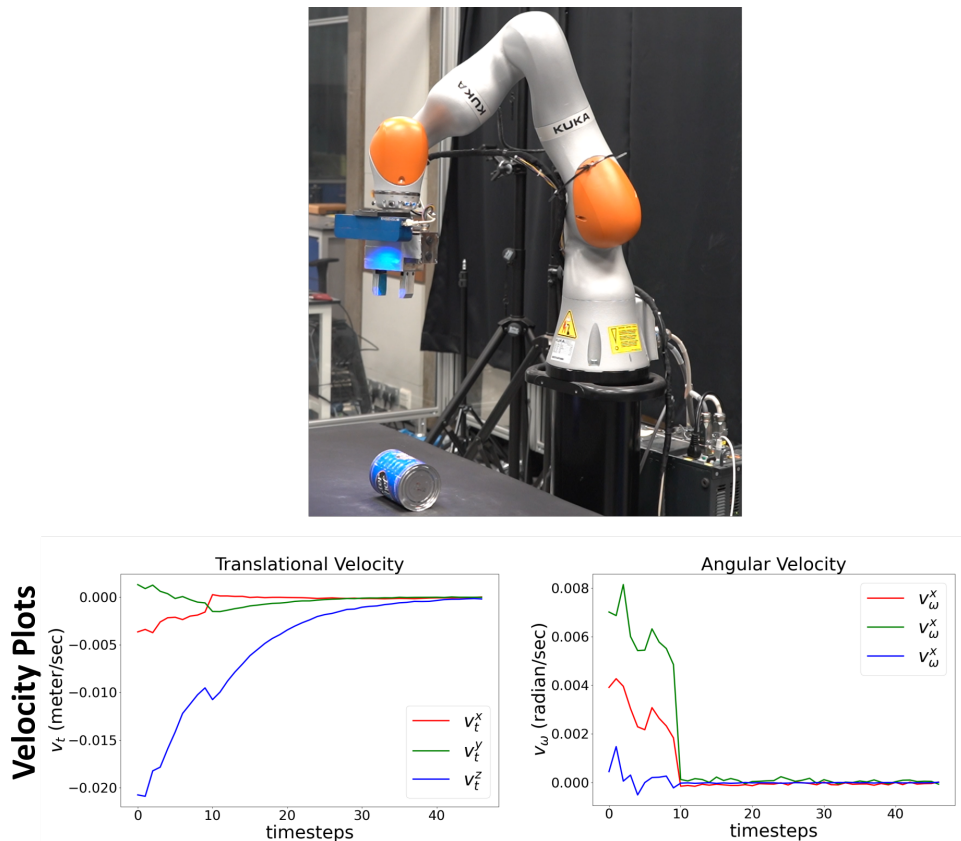 KUKA
KUKA
Velocity Plots
Translational Velocity
v_t (meter/sec)
0.000
−0.005
−0.010
−0.015
−0.020
0
10
20
30
40
timesteps
v_t^x
v_t^y
v_t^z
Angular Velocity
v_ω (radian/sec)
0.008
0.006
0.004
0.002
0.000
0
10
20
30
40
timesteps
v_ω^x
v_ω^x
v_ω^x